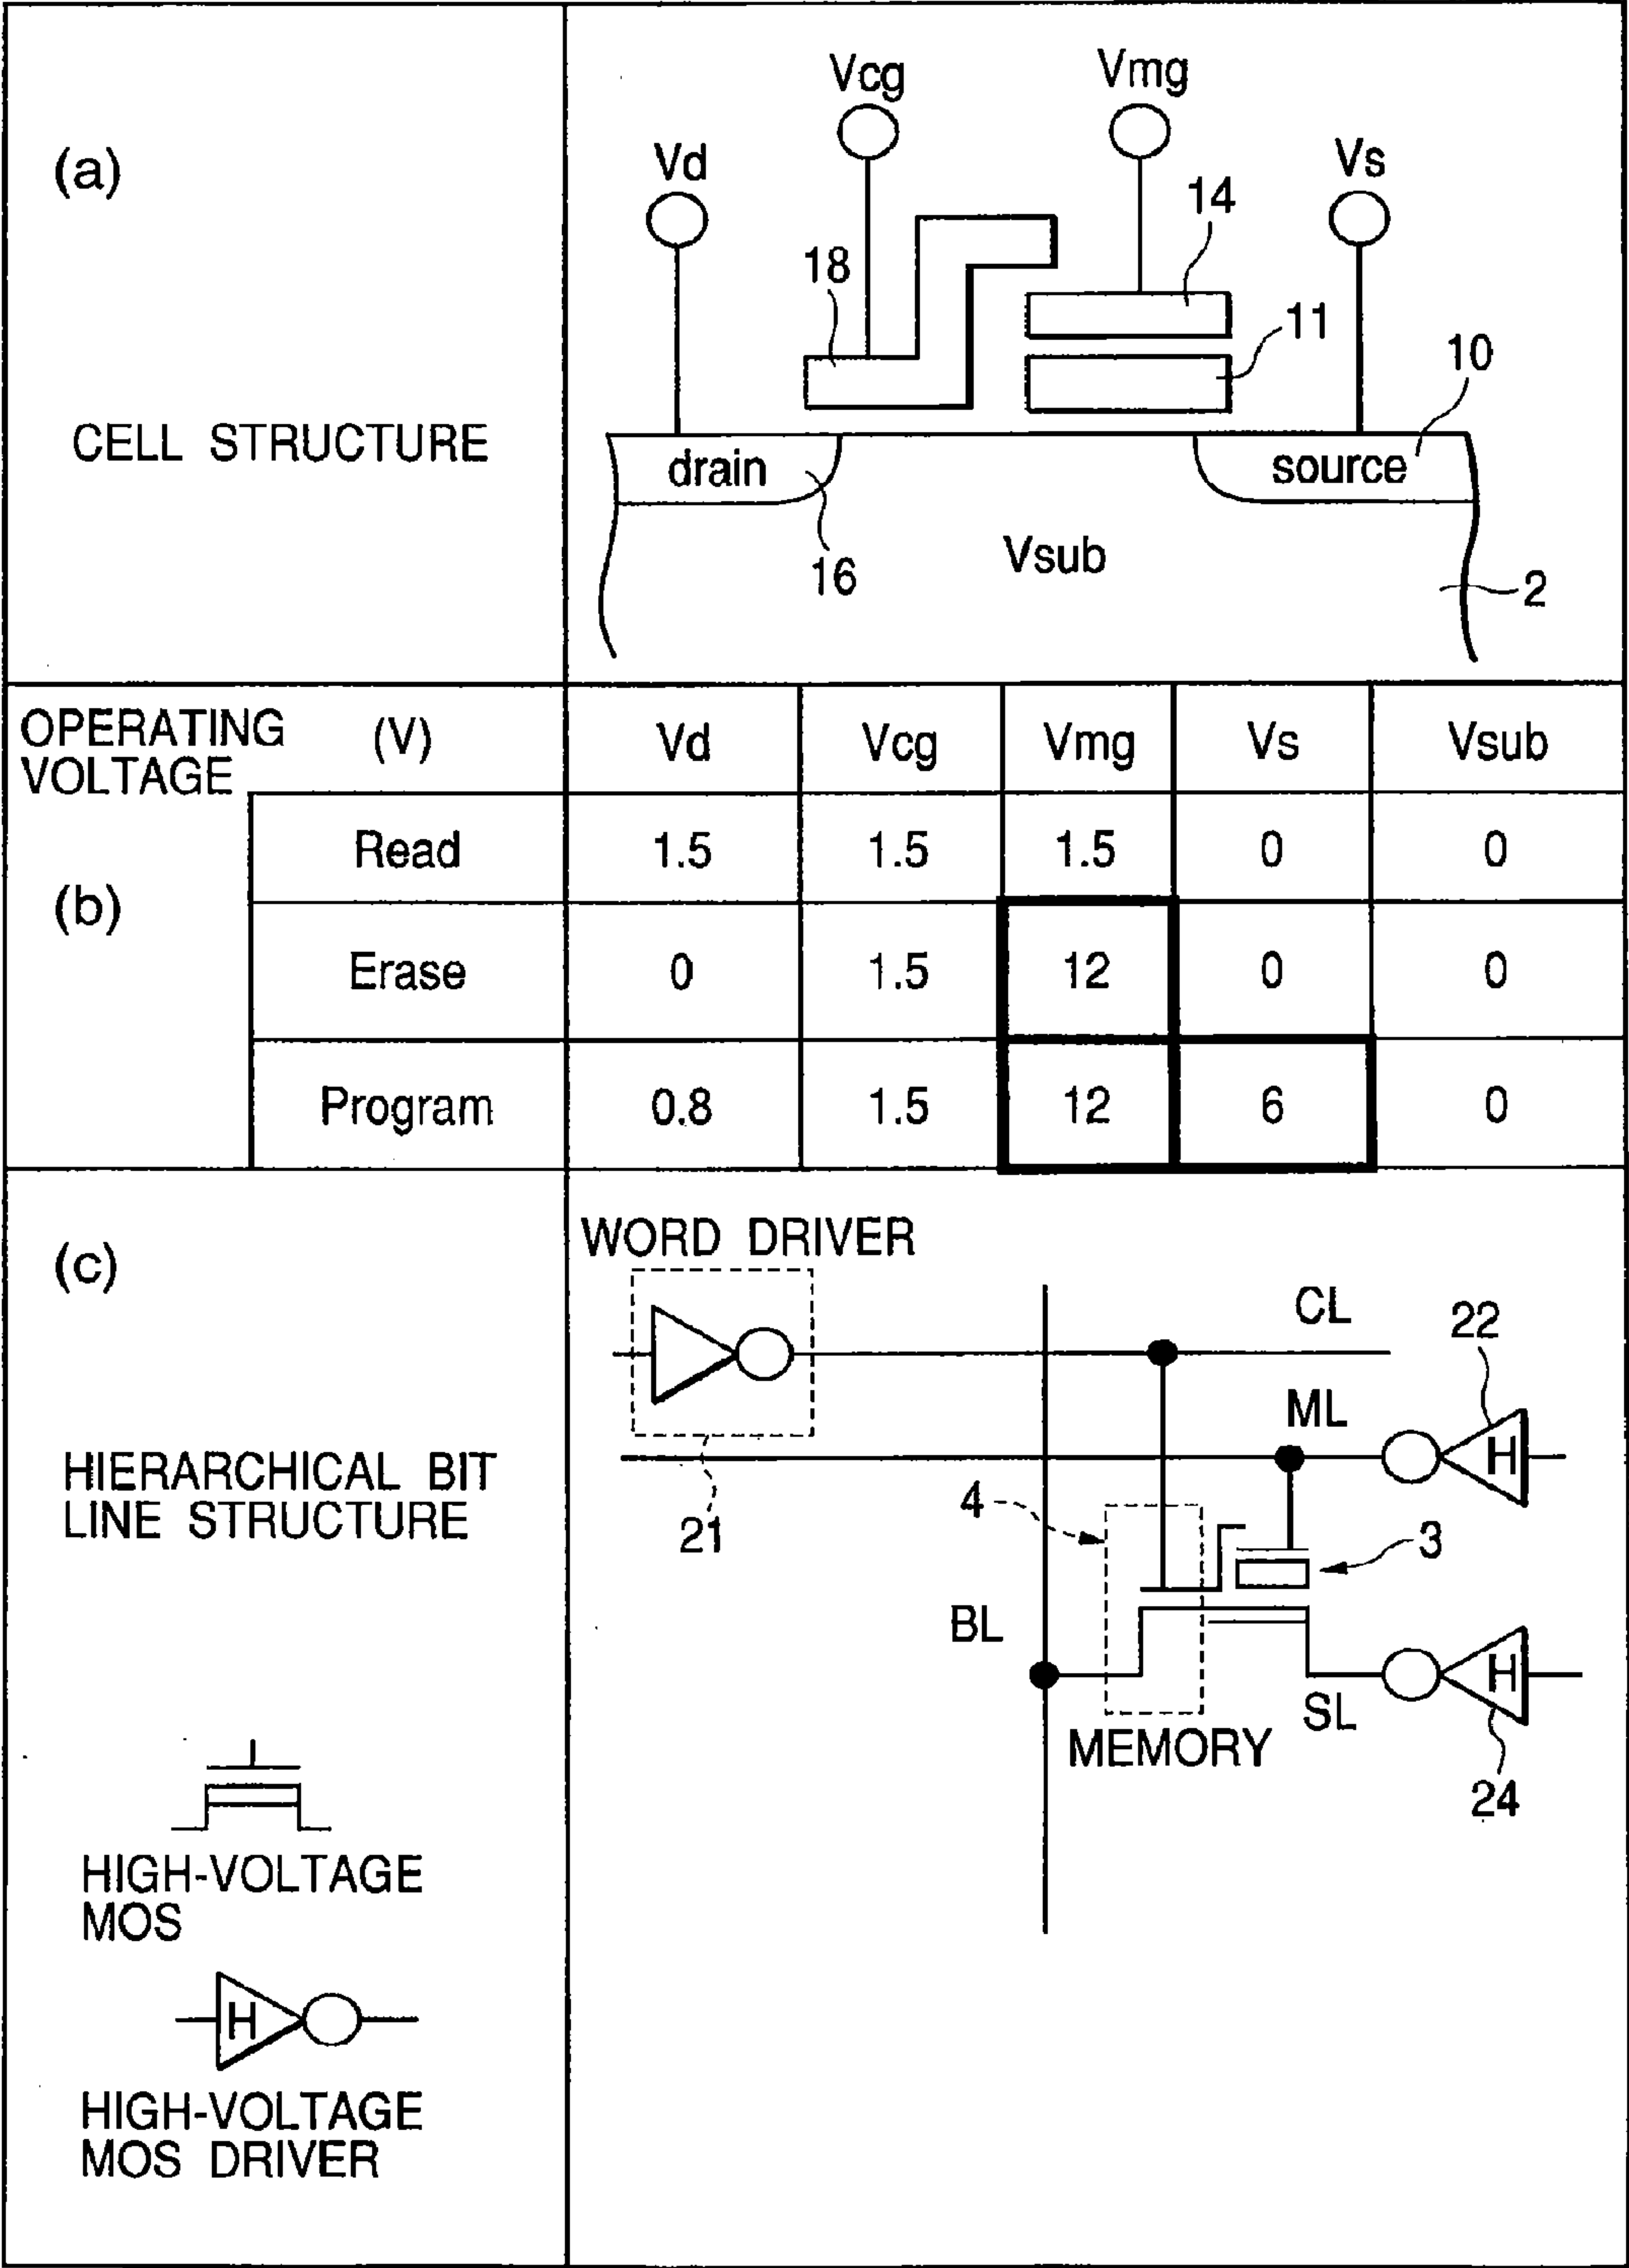 (a)
CELL STRUCTURE
Vcg
Vmg
Vd
Vs
14
18
11
10
drain
source
16
Vsub
2
OPERATING VOLTAGE (V) Vd Vcg Vmg Vs Vsub
(b)
Read 1.5 1.5 1.5 0 0
Erase 0 1.5 12 0 0
Program 0.8 1.5 12 6 0
(c)
HIERARCHICAL BIT
LINE STRUCTURE
HIGH-VOLTAGE
MOS
H
HIGH-VOLTAGE
MOS DRIVER
WORD DRIVER
CL
22
ML
H
21
4
3
BL
H
SL
MEMORY
24